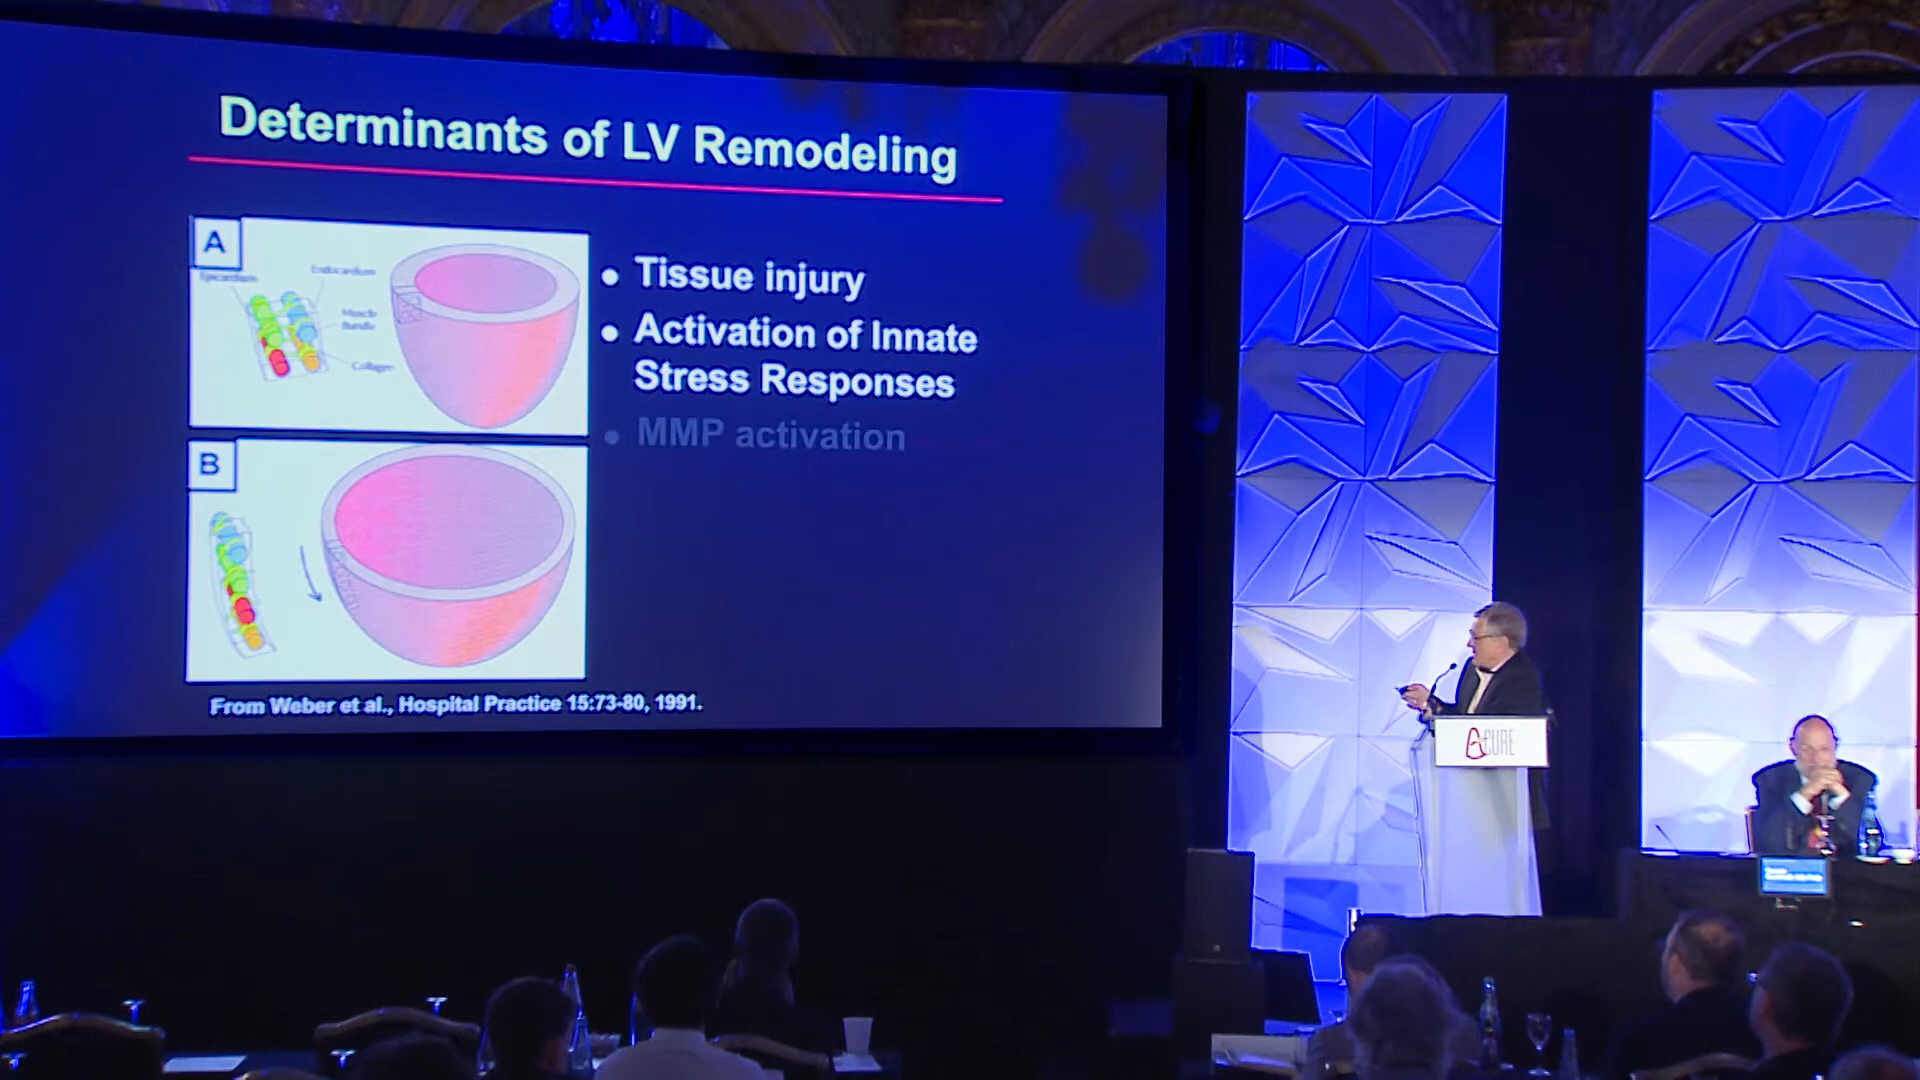 Determinants of LV Remodeling
A
Epicardium
Endocardium
Muscle
Bundle
Collagen
• Tissue injury
• Activation of Innate
Stress Responses
• MMP activation
B
From Weber et al., Hospital Practice 15:73-80, 1991.
ACURE